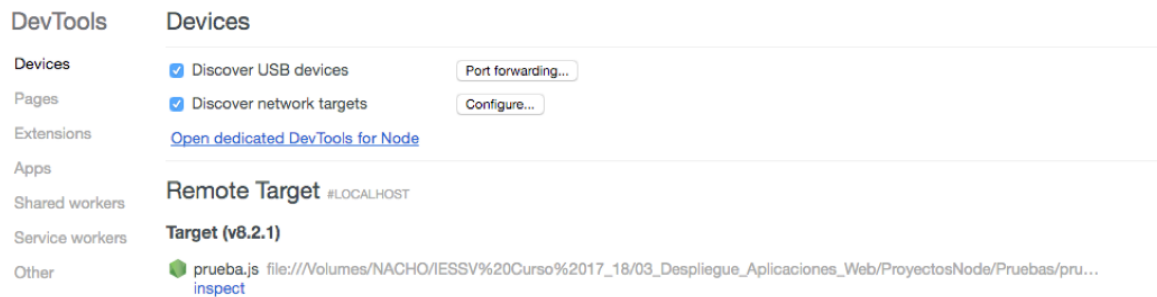 DevTools
Devices
Pages
Extensions
Apps
Shared workers
Service workers
Other
Devices
Discover USB devices
Port forwarding...
Discover network targets
Configure...
Open dedicated DevTools for Node
Remote Target #LOCALHOST
Target (v8.2.1)
prueba.js file:///Volumes/NACHO/IESSV%20Curso%2017_18/03_Despliegue_Aplicaciones_Web/ProyectosNode/Pruebas/pru...
inspect